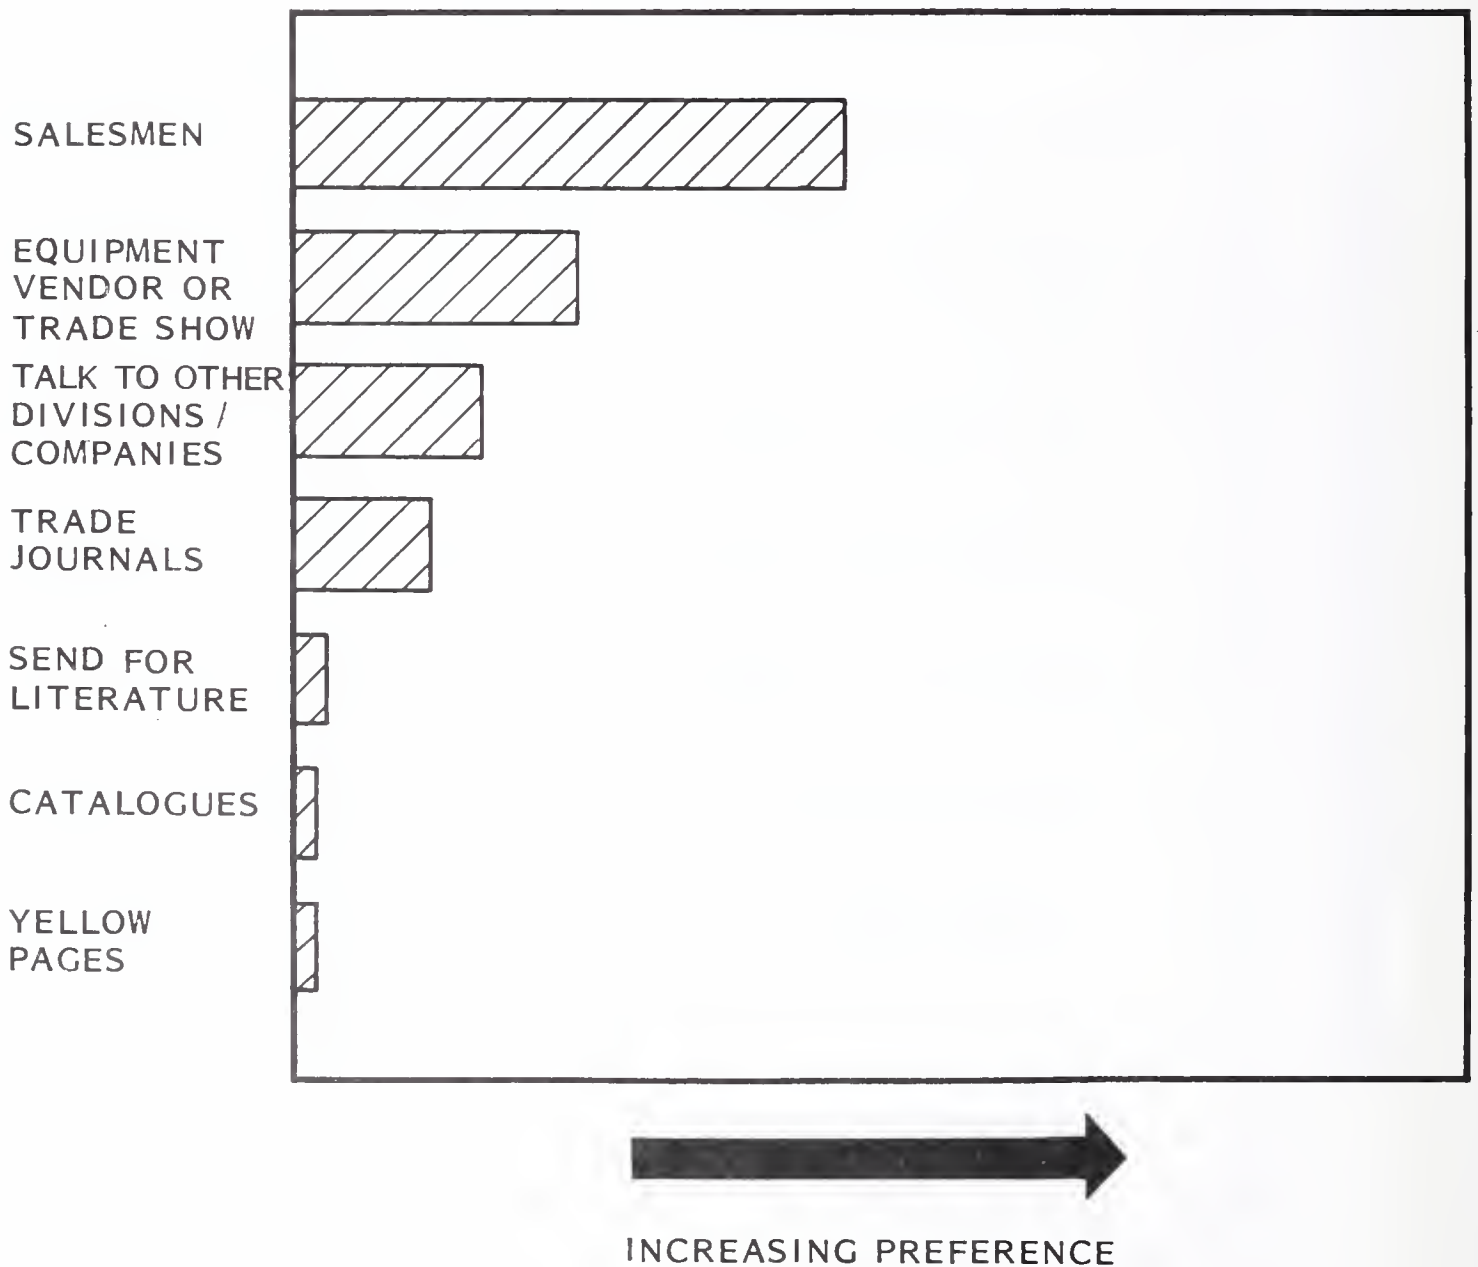 SALESMEN
EQUIPMENT
VENDOR OR
TRADE SHOW
TALK TO OTHER
DIVISIONS /
COMPANIES
TRADE
JOURNALS
SEND FOR
LITERATURE
CATALOGUES
YELLOW
PAGES
INCREASING PREFERENCE